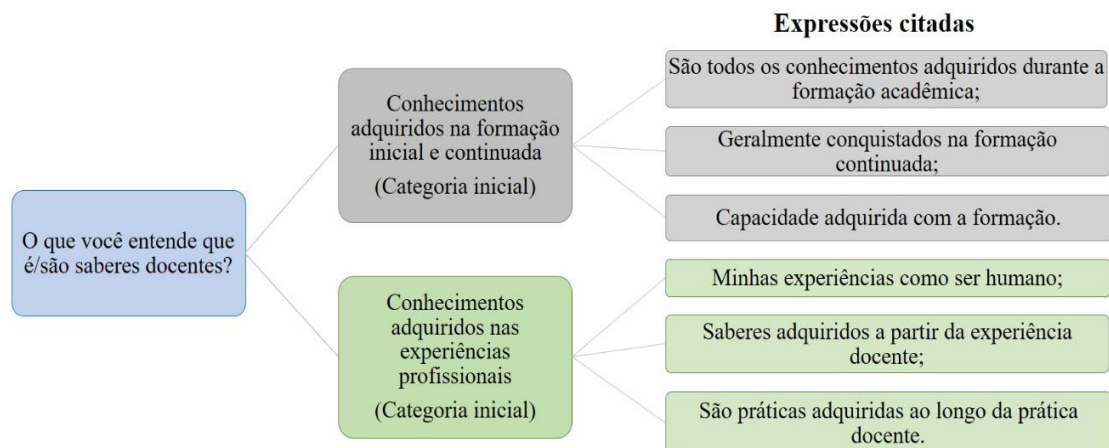 Expressões citadas
O que você entende que
é/são saberes docentes?
Conhecimentos
adquiridos na formação
inicial e continuada
(Categoria inicial)
São todos os conhecimentos adquiridos durante a
formação acadêmica;
Geralmente conquistados na formação
continuada;
Capacidade adquirida com a formação.
Conhecimentos
adquiridos nas
experiências
profissionais
(Categoria inicial)
Minhas experiências como ser humano;
Saberes adquiridos a partir da experiência
docente;
São práticas adquiridas ao longo da prática
docente.